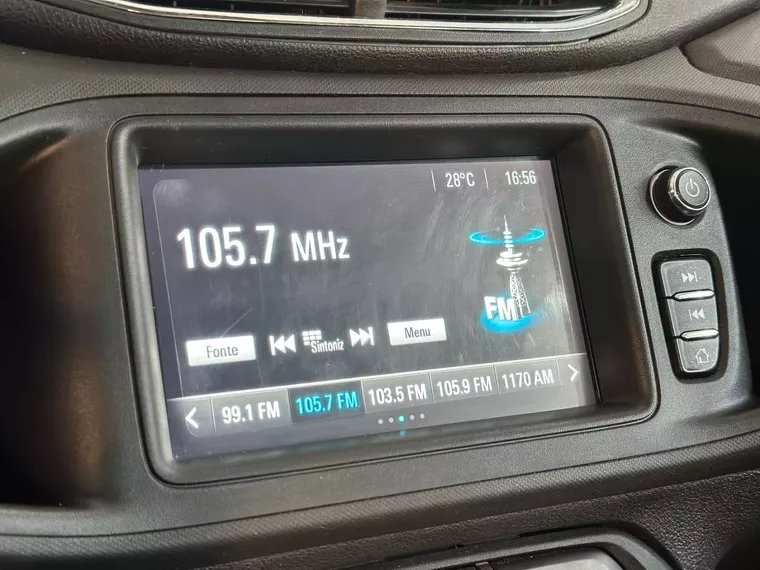 28°C 16:56
105.7 MHz
FM
Fonte Sintoniz Menu
99.1 FM 105.7 FM 103.5 FM 105.9 FM 1170 AM